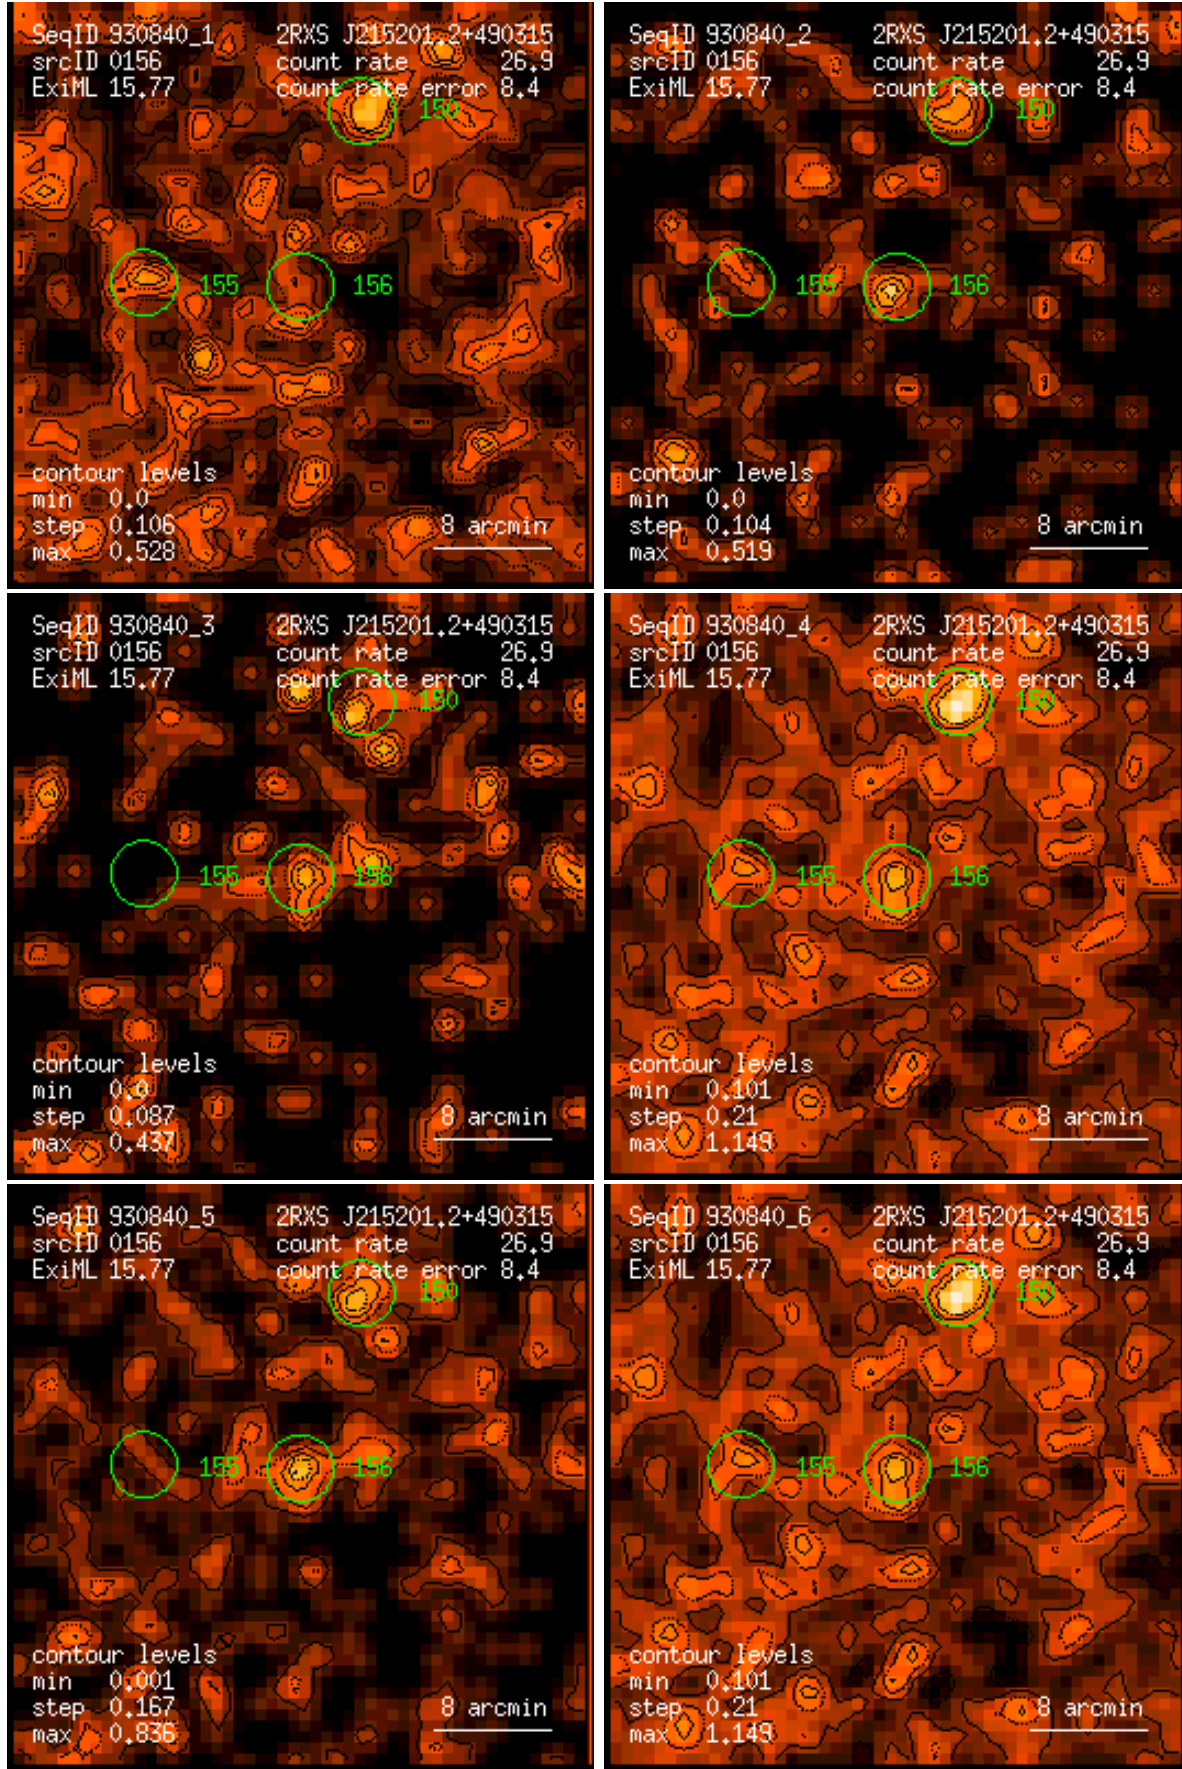 SeqID 930840_1 2RXS J215201.2+490315
srcID 0156 count rate 26.9
ExiML 15.77 count rate error 8.4
150
155 156
contour levels
min 0.0
step 0.106
max 0.528
8 arcmin
SeqID 930840_2 2RXS J215201.2+490315
srcID 0156 count rate 26.9
ExiML 15.77 count rate error 8.4
150
155 156
contour levels
min 0.0
step 0.104
max 0.519
8 arcmin
SeqID 930840_3 2RXS J215201.2+490315
srcID 0156 count rate 26.9
ExiML 15.77 count rate error 8.4
150
155 156
contour levels
min 0.0
step 0.087
max 0.437
8 arcmin
SeqID 930840_4 2RXS J215201.2+490315
srcID 0156 count rate 26.9
ExiML 15.77 count rate error 8.4
150
155 156
contour levels
min 0.101
step 0.21
max 1.149
8 arcmin
SeqID 930840_5 2RXS J215201.2+490315
srcID 0156 count rate 26.9
ExiML 15.77 count rate error 8.4
150
155 156
contour levels
min 0.001
step 0.167
max 0.836
8 arcmin
SeqID 930840_6 2RXS J215201.2+490315
srcID 0156 count rate 26.9
ExiML 15.77 count rate error 8.4
150
155 156
contour levels
min 0.101
step 0.21
max 1.149
8 arcmin